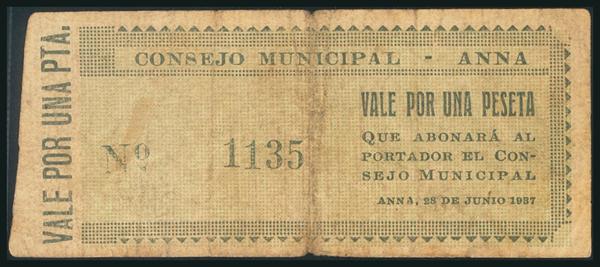 VALE POR UNA PTA.
CONSEJO MUNICIPAL - ANNA
Nº 1135
VALE POR UNA PESETA
QUE ABONARÁ AL
PORTADOR EL CON-
SEJO MUNICIPAL
ANNA, 28 DE JUNIO 1937